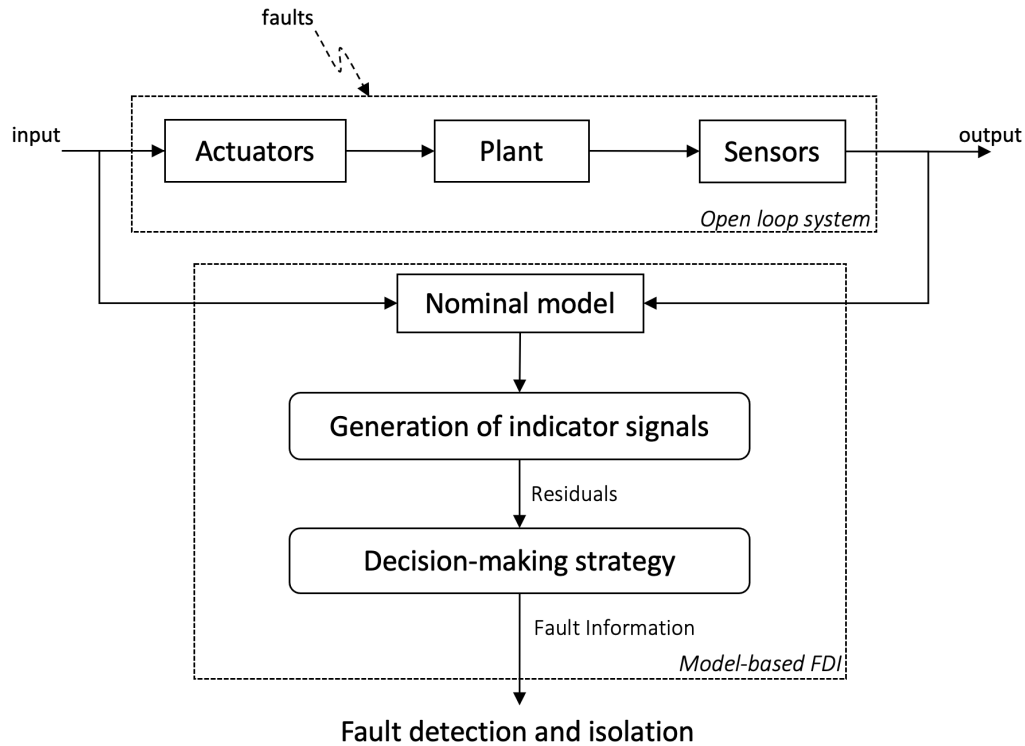 faults
input
Actuators
Plant
Sensors
output
Open loop system
Nominal model
Generation of indicator signals
Residuals
Decision-making strategy
Fault Information
Model-based FDI
Fault detection and isolation